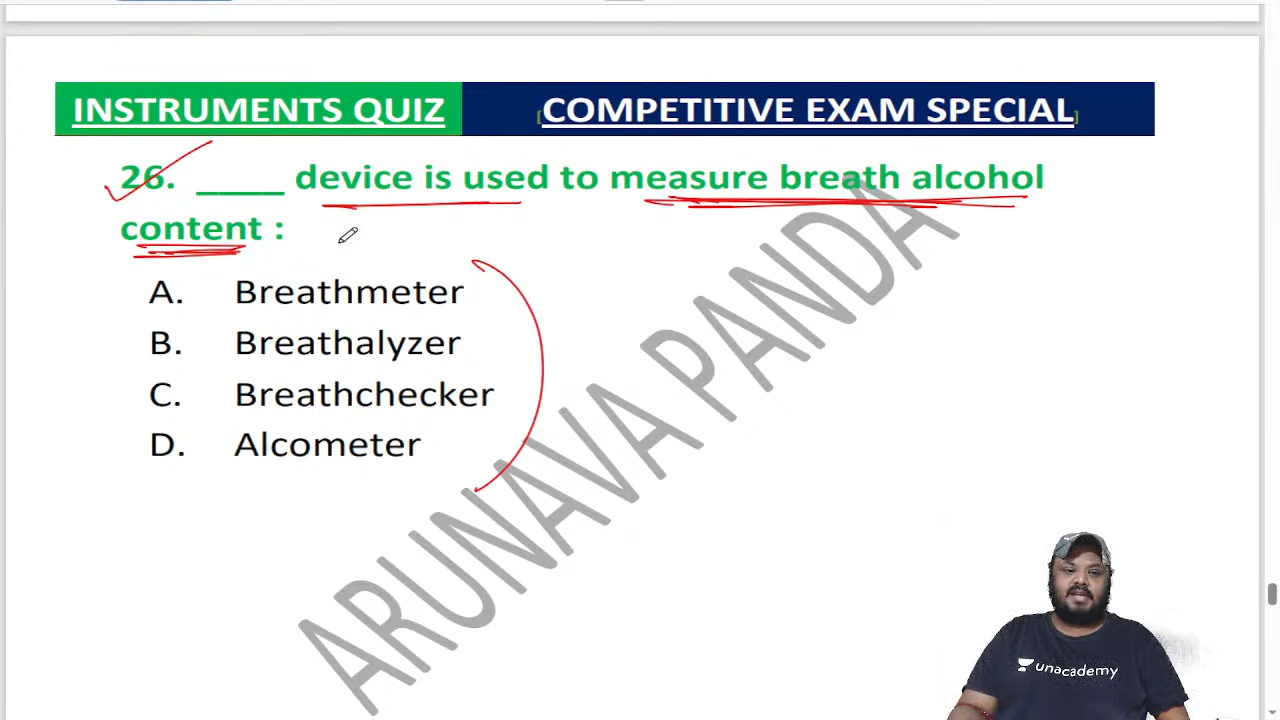 INSTRUMENTS QUIZ
[COMPETITIVE EXAM SPECIAL]
26. ____ device is used to measure breath alcohol
content :
A. Breathmeter
B. Breathalyzer
C. Breathchecker
D. Alcometer
ARUNAVA PANDA
unacademy